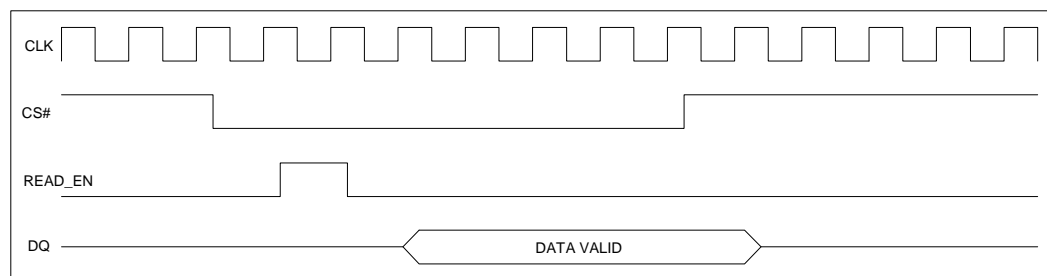 CLK
CS#
READ_EN
DQ DATA VALID